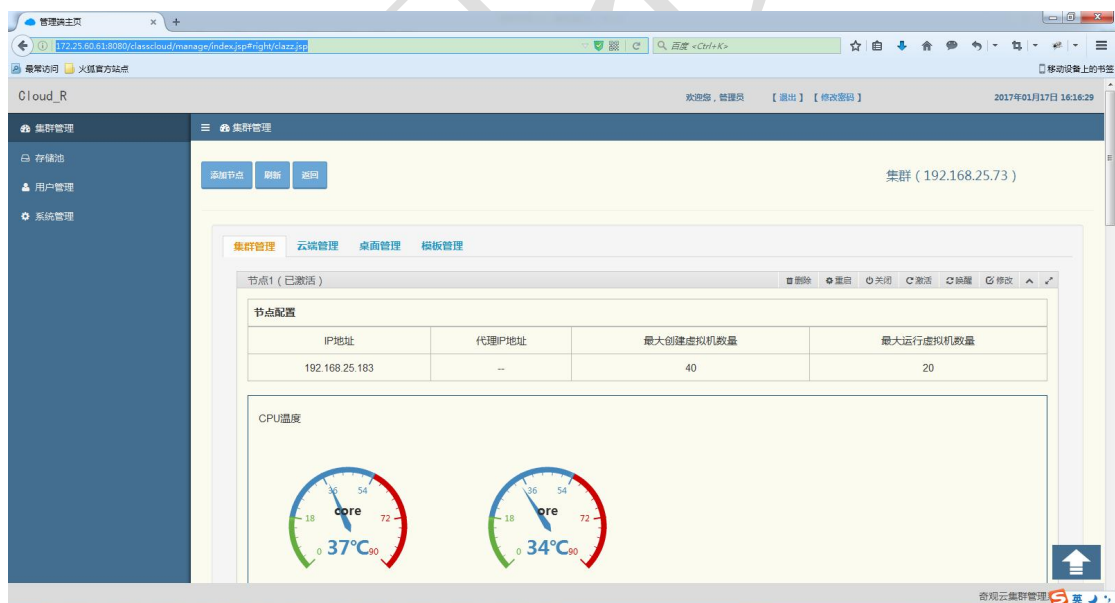 管理端主页 × +
172.25.60.61:8080/classcloud/manage/index.jsp#right/clazz.jsp 百度 <Ctrl+K>
最常访问 火狐官方站点 移动设备上的书签
Cloud_R 欢迎您，管理员 【退出】【修改密码】 2017年01月17日 16:16:29
集群管理
存储池
用户管理
系统管理
集群管理
添加节点 刷新 返回 集群（192.168.25.73）
集群管理 云端管理 桌面管理 模板管理
节点1（已激活） 删除 重启 关闭 激活 唤醒 修改
节点配置
IP地址 代理IP地址 最大创建虚拟机数量 最大运行虚拟机数量
192.168.25.183 -- 40 20
CPU温度
0 18 36 54 72 90 core 37℃
0 18 36 54 72 90 ore 34℃
奇观云集群管理
英